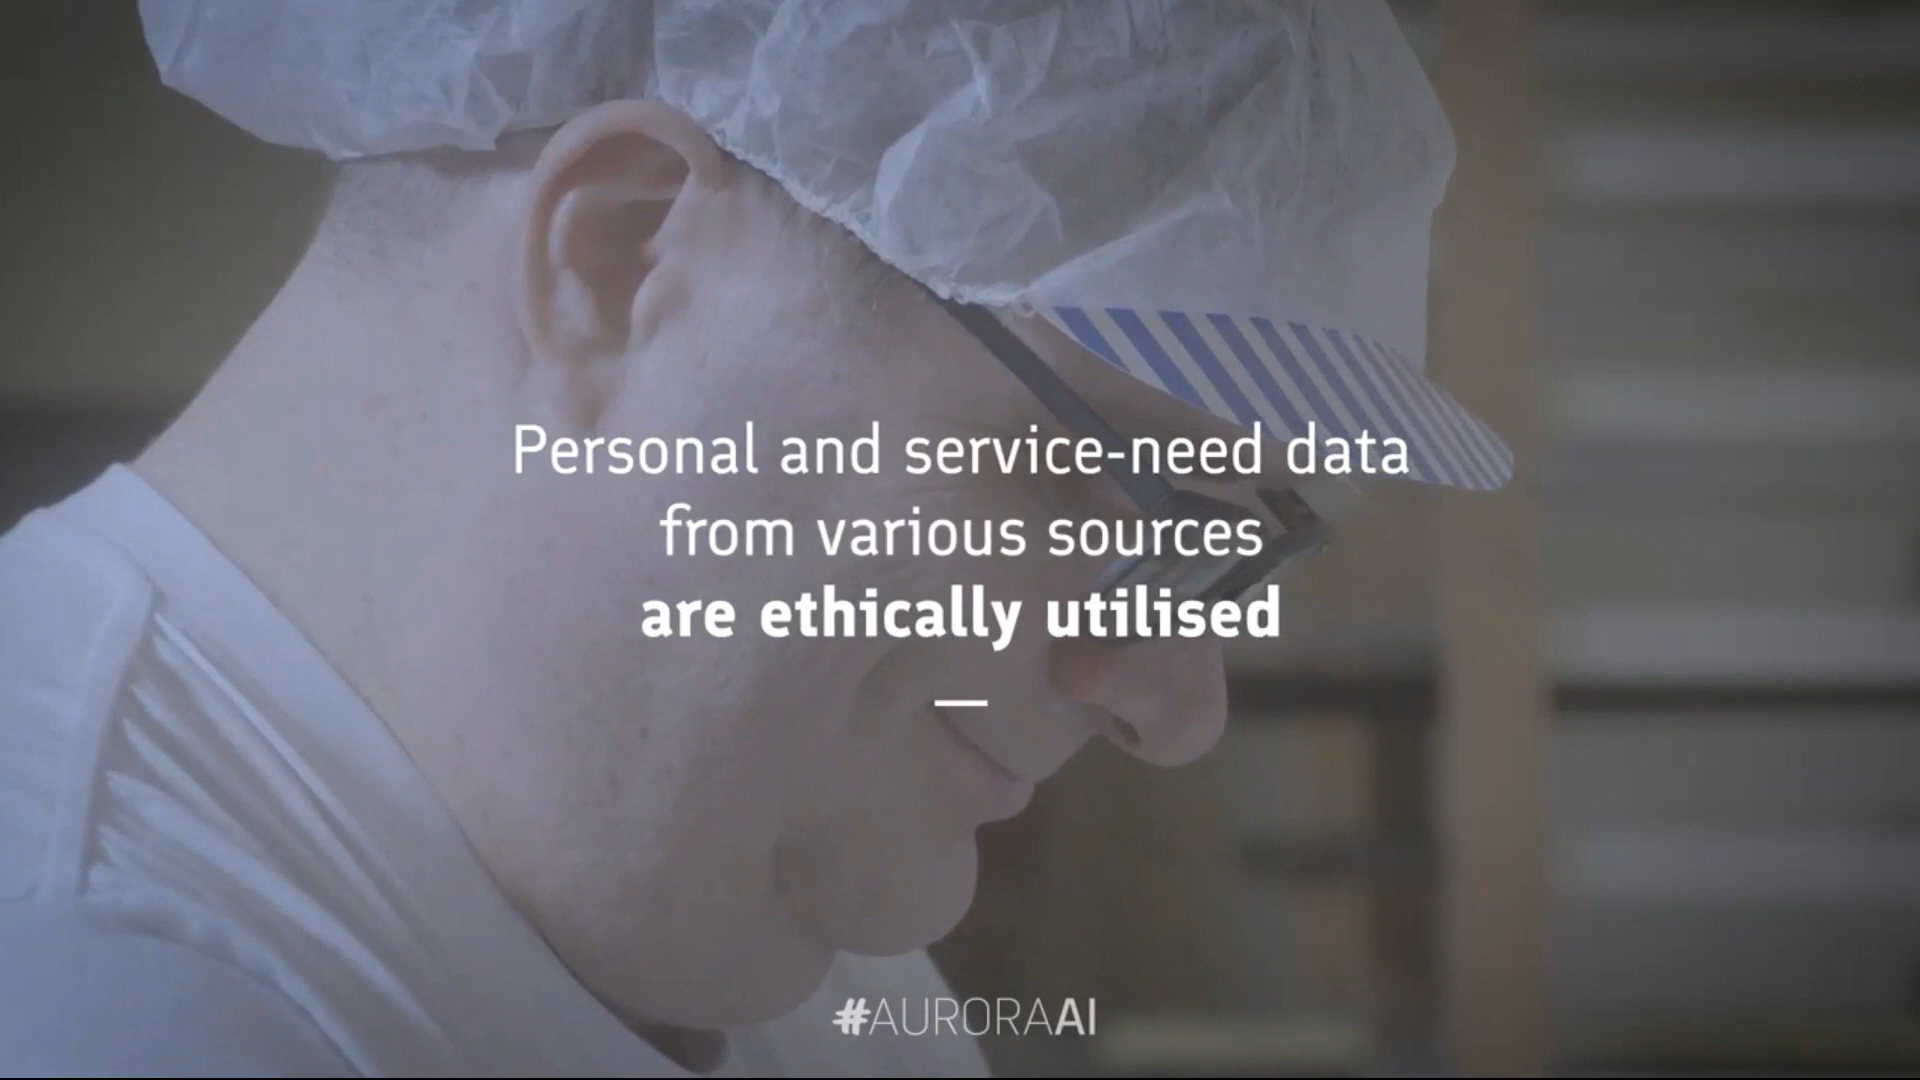 Personal and service-need data
from various sources
are ethically utilised
#AURORAAI